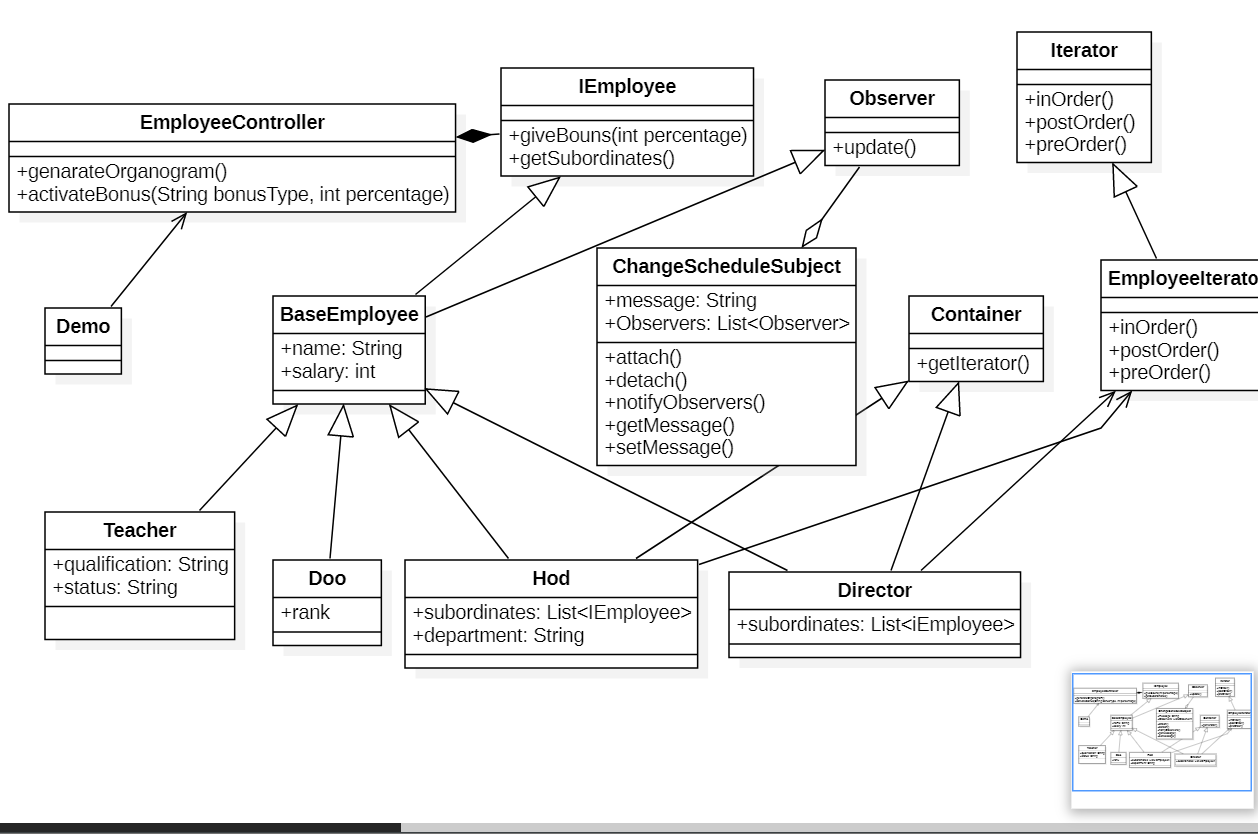 EmployeeController
+genarateOrganogram()
+activateBonus(String bonusType, int percentage)
IEmployee
+giveBouns(int percentage)
+getSubordinates()
Observer
+update()
Iterator
+inOrder()
+postOrder()
+preOrder()
Demo
BaseEmployee
+name: String
+salary: int
ChangeScheduleSubject
+message: String
+Observers: List<Observer>
+attach()
+detach()
+notifyObservers()
+getMessage()
+setMessage()
Container
+getIterator()
EmployeeIterato
+inOrder()
+postOrder()
+preOrder()
Teacher
+qualification: String
+status: String
Doo
+rank
Hod
+subordinates: List<IEmployee>
+department: String
Director
+subordinates: List<iEmployee>